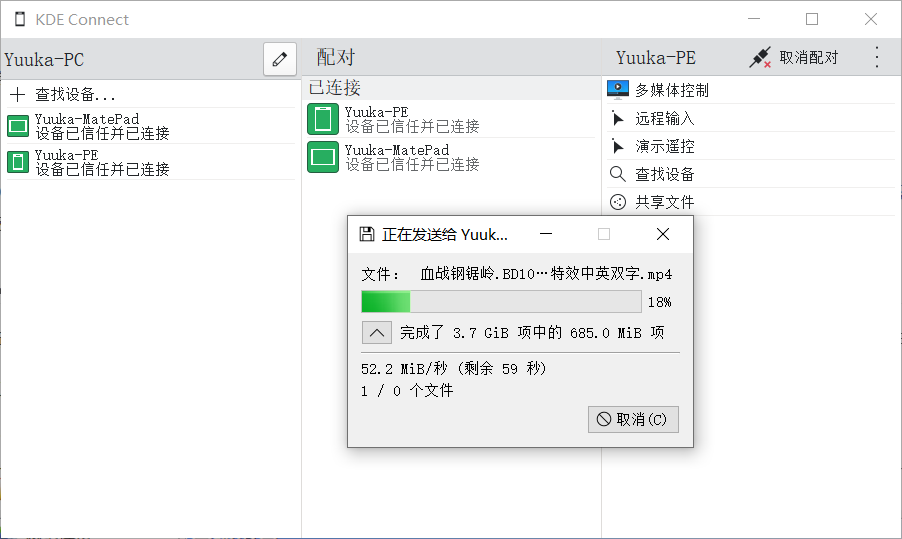 KDE Connect
Yuuka-PC
查找设备...
Yuuka-MatePad
设备已信任并已连接
Yuuka-PE
设备已信任并已连接
配对
已连接
Yuuka-PE
设备已信任并已连接
Yuuka-MatePad
设备已信任并已连接
Yuuka-PE
取消配对
多媒体控制
远程输入
演示遥控
查找设备
共享文件
正在发送给 Yuuk...
文件： 血战钢锯岭.BD10…特效中英双字.mp4
18%
完成了 3.7 GiB 项中的 685.0 MiB 项
52.2 MiB/秒 (剩余 59 秒)
1 / 0 个文件
取消(C)